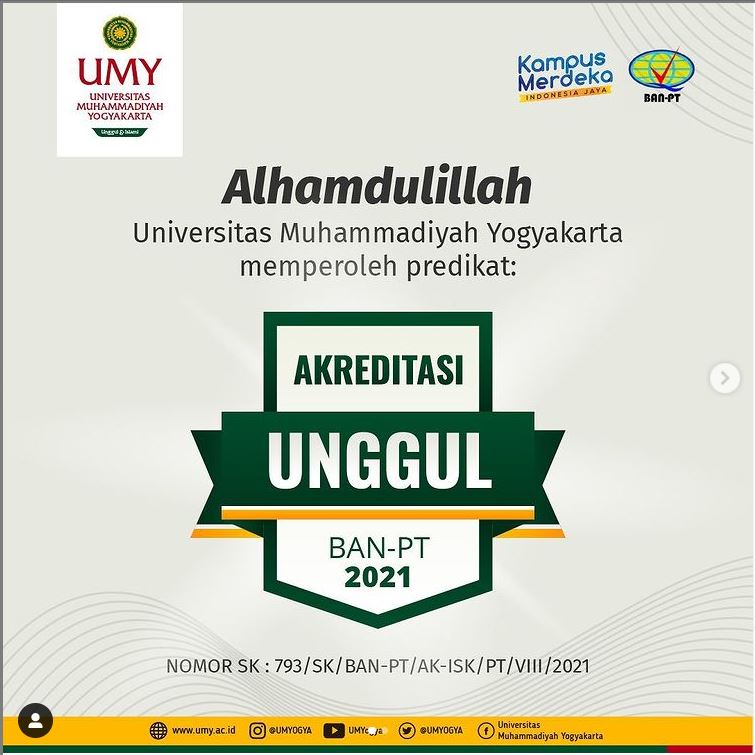 UMY
UNIVERSITAS
MUHAMMADIYAH
YOGYAKARTA
Unggul & Islami
Kampus
Merdeka
INDONESIA JAYA
BAN-PT
Alhamdulillah
Universitas Muhammadiyah Yogyakarta
memperoleh predikat:
AKREDITASI
UNGGUL
BAN-PT
2021
NOMOR SK : 793/SK/BAN-PT/AK-ISK/PT/VIII/2021
www.umy.ac.id
@UMYOGYA
@UMYOGYA
Universitas
Muhammadiyah Yogyakarta